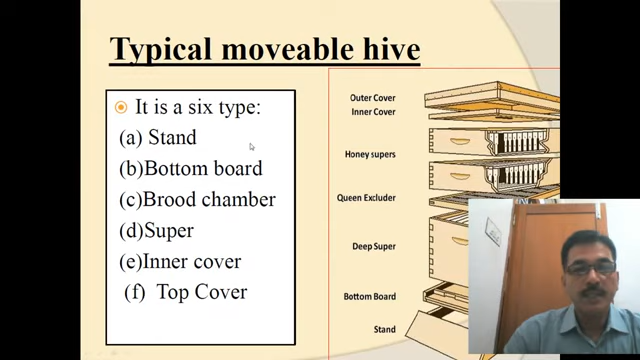 Typical moveable hive
It is a six type:
(a) Stand
(b)Bottom board
(c)Brood chamber
(d)Super
(e)Inner cover
(f) Top Cover
Outer Cover
Inner Cover
Honey supers
Queen Excluder
Deep Super
Bottom Board
Stand